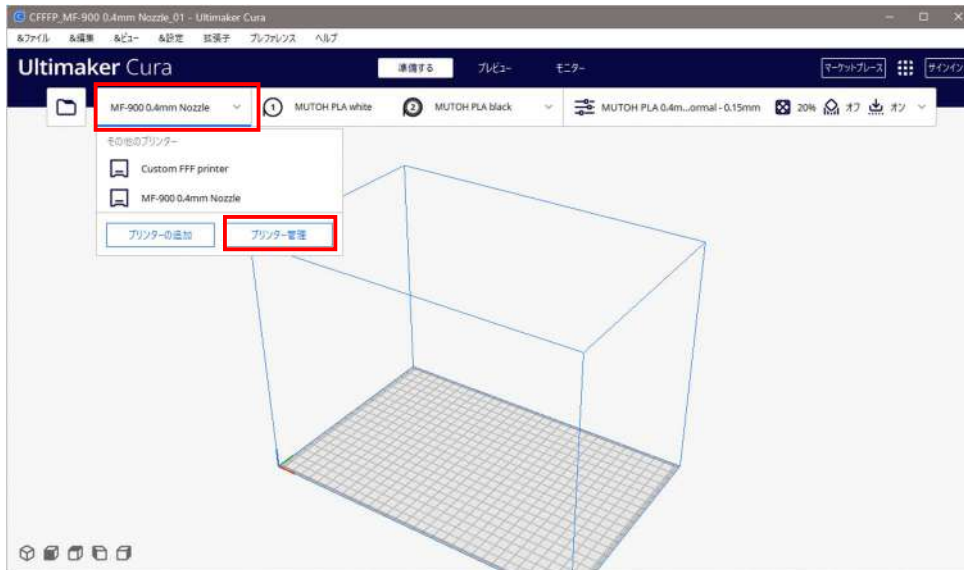 CFFFP_MF-900 0.4mm Nozzle_01 - Ultimaker Cura
&ファイル &編集 &ビュー &設定 拡張子 プレファレンス ヘルプ
Ultimaker Cura 準備する プレビュー モニター マーケットプレース サインイン
MF-900 0.4mm Nozzle 1 MUTOH PLA white 2 MUTOH PLA black MUTOH PLA 0.4m...ormal - 0.15mm 20% オフ オン
その他のプリンター
Custom FFF printer
MF-900 0.4mm Nozzle
プリンターの追加 プリンター管理